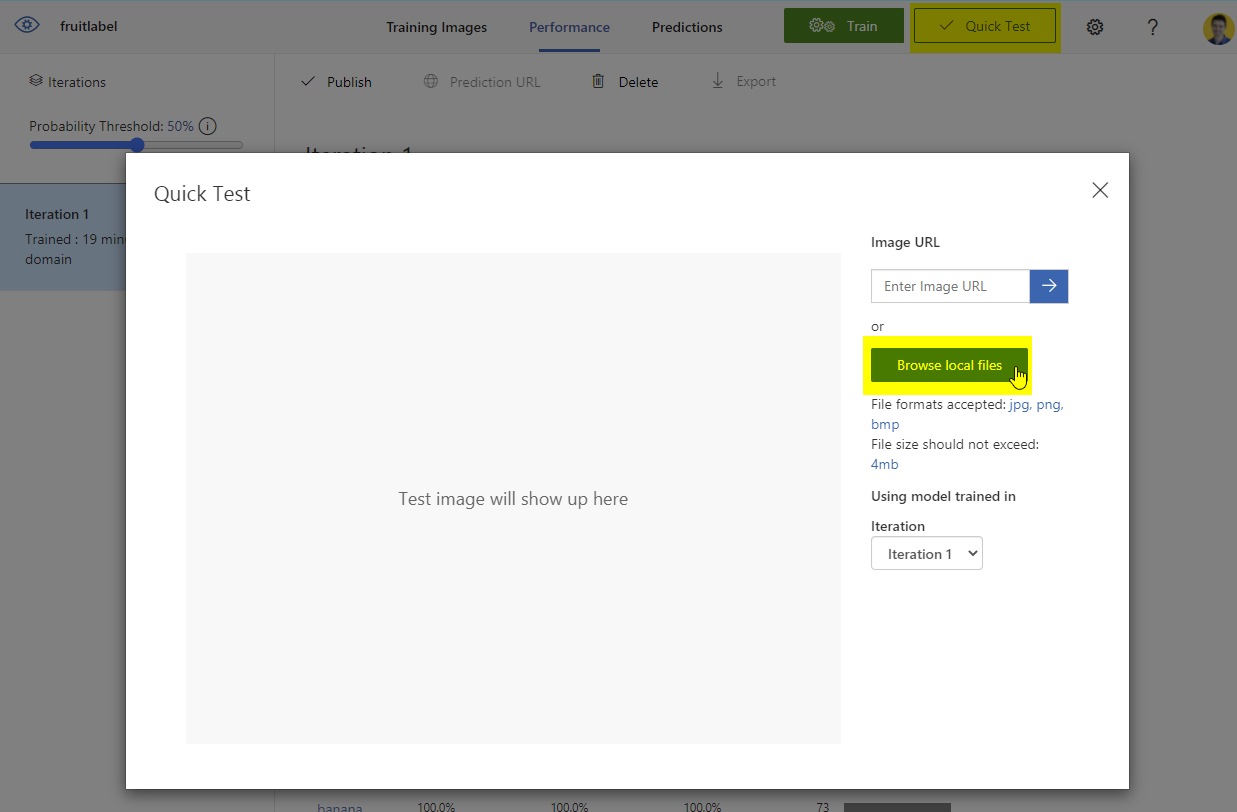 fruitlabel
Training Images
Performance
Predictions
Train
Quick Test
?
Iterations
Publish
Prediction URL
Delete
Export
Probability Threshold: 50%
Iteration 1
Iteration 1
Trained : 19 min
domain
Quick Test
Test image will show up here
Image URL
Enter Image URL
or
Browse local files
File formats accepted: jpg, png,
bmp
File size should not exceed:
4mb
Using model trained in
Iteration
Iteration 1
banana
100.0%
100.0%
100.0%
73